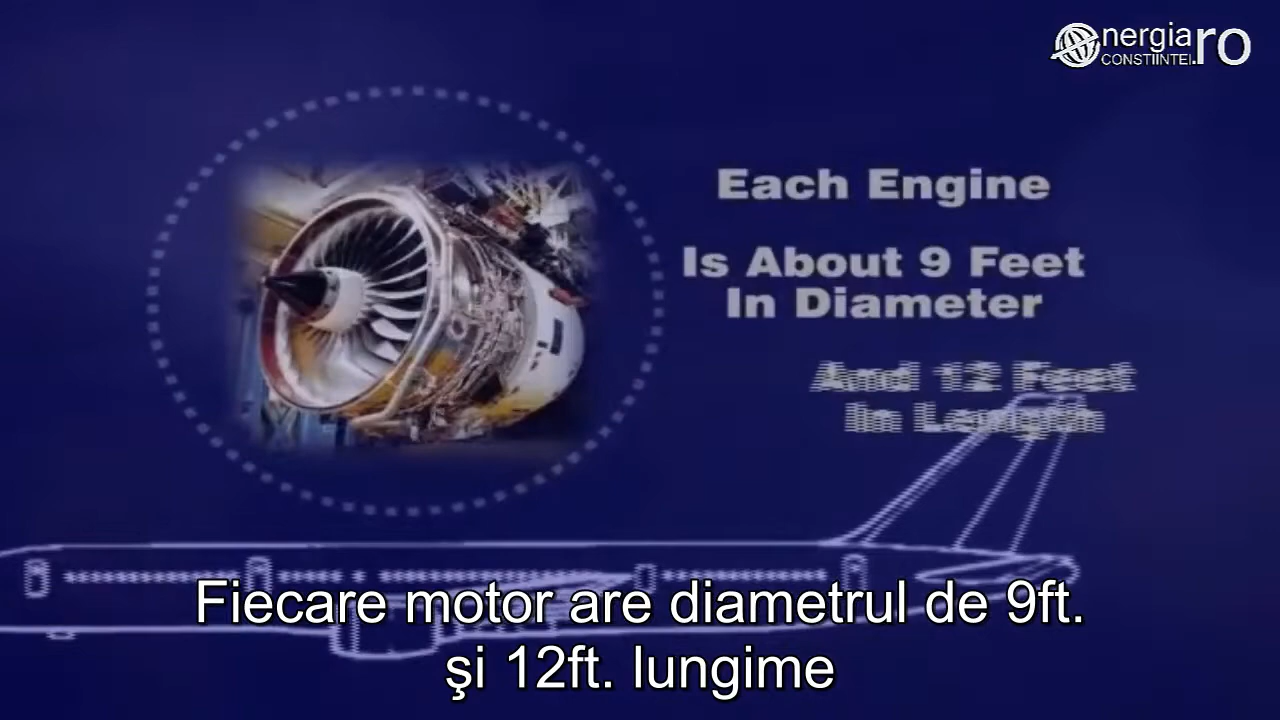 nergia
CONSTIINTEI.ro
Each Engine
Is About 9 Feet
In Diameter
And 12 Feet
In Length
Fiecare motor are diametrul de 9ft.
şi 12ft. lungime